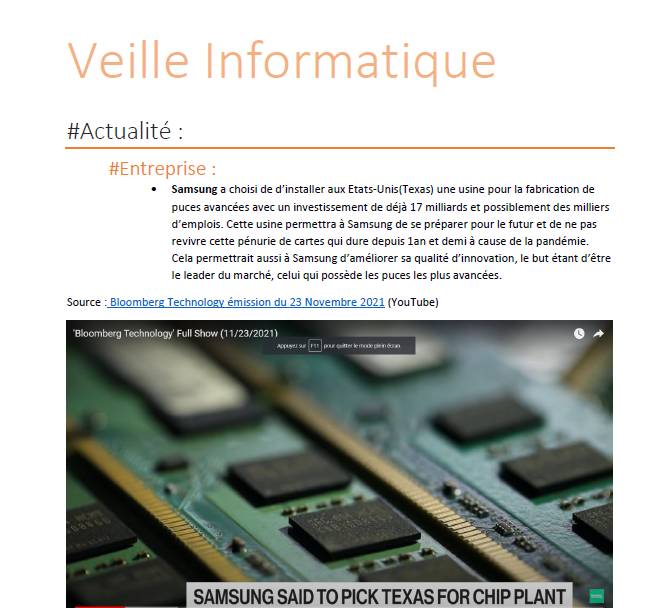 Veille Informatique
#Actualité :
#Entreprise :
• Samsung a choisi de d’installer aux Etats-Unis(Texas) une usine pour la fabrication de
puces avancées avec un investissement de déjà 17 milliards et possiblement des milliers
d’emplois. Cette usine permettra à Samsung de se préparer pour le futur et de ne pas
revivre cette pénurie de cartes qui dure depuis 1an et demi à cause de la pandémie.
Cela permettrait aussi à Samsung d’améliorer sa qualité d’innovation, le but étant d’être
le leader du marché, celui qui possède les puces les plus avancées.
Source : Bloomberg Technology émission du 23 Novembre 2021 (YouTube)
'Bloomberg Technology' Full Show (11/23/2021)
Appuyez sur F11 pour quitter le mode plein écran.
SAMSUNG SAID TO PICK TEXAS FOR CHIP PLANT